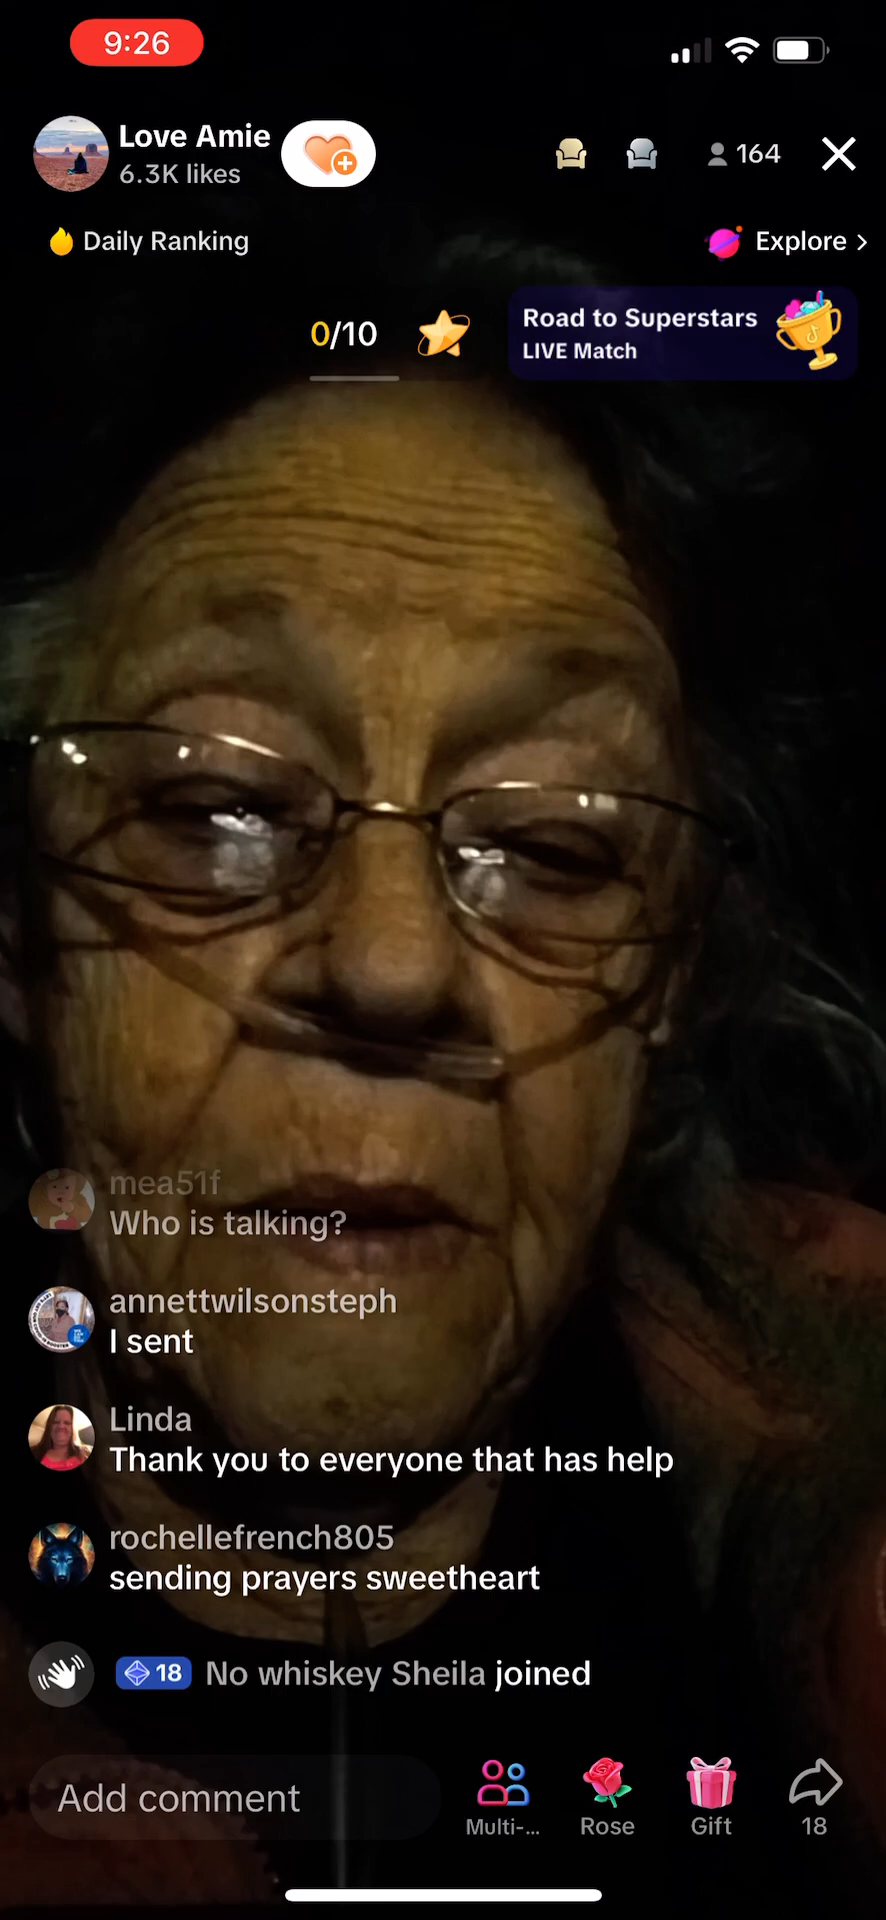 9:26
Love Amie
6.3K likes
164
Daily Ranking
Explore >
0/10
Road to Superstars
LIVE Match
mea51f
Who is talking?
annettwilsonsteph
I sent
Linda
Thank you to everyone that has help
rochellefrench805
sending prayers sweetheart
18 No whiskey Sheila joined
Add comment
Multi-...
Rose
Gift
18